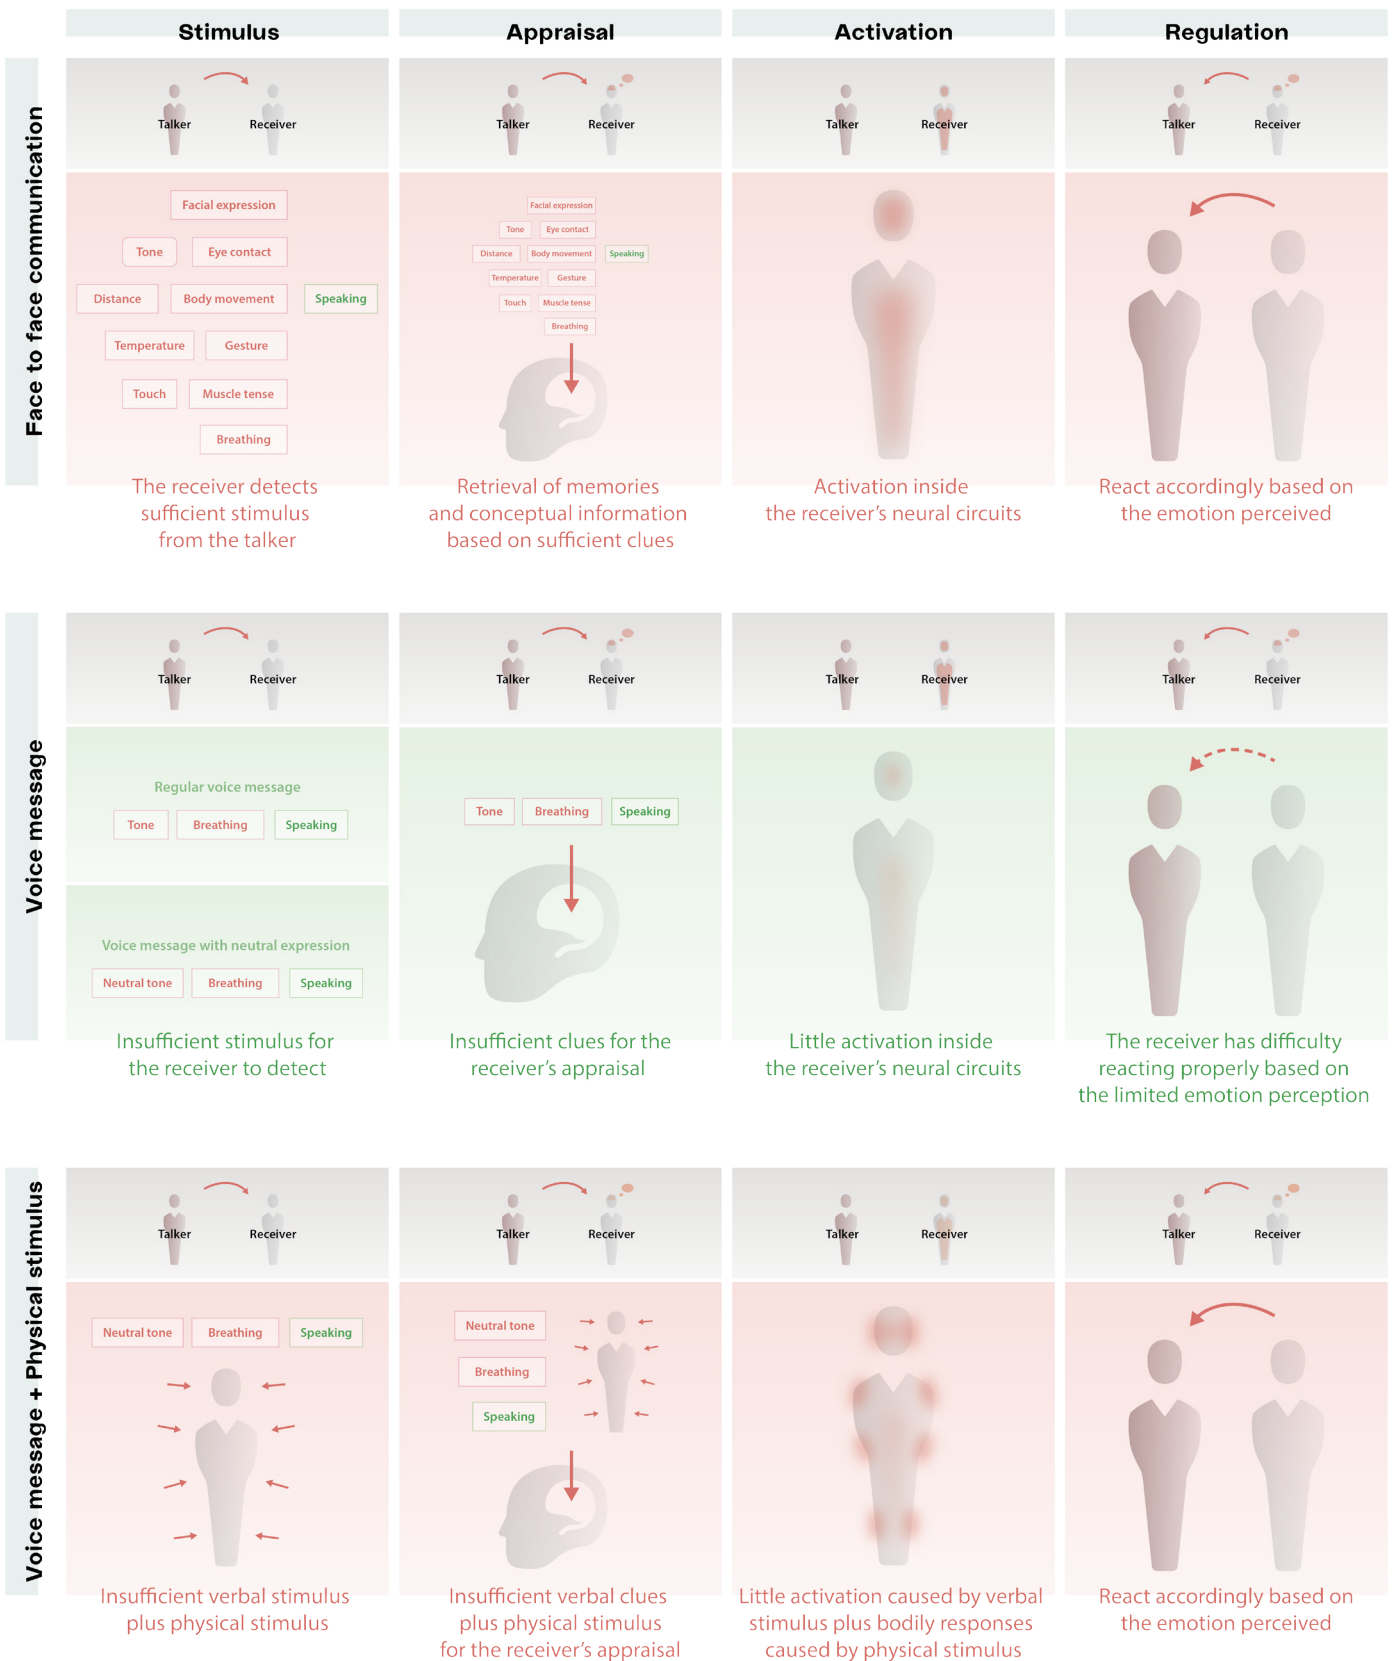 Stimulus
Appraisal
Activation
Regulation
Face to face communication
Talker
Receiver
Talker
Receiver
Talker
Receiver
Talker
Receiver
Facial expression
Tone
Eye contact
Distance
Body movement
Speaking
Temperature
Gesture
Touch
Muscle tense
Breathing
The receiver detects
sufficient stimulus
from the talker
Facial expression
Tone
Eye contact
Distance
Body movement
Speaking
Temperature
Gesture
Touch
Muscle tense
Breathing
Retrieval of memories
and conceptual information
based on sufficient clues
Activation inside
the receiver's neural circuits
React accordingly based on
the emotion perceived
Voice message
Talker
Receiver
Talker
Receiver
Talker
Receiver
Talker
Receiver
Regular voice message
Tone
Breathing
Speaking
Voice message with neutral expression
Neutral tone
Breathing
Speaking
Insufficient stimulus for
the receiver to detect
Tone
Breathing
Speaking
Insufficient clues for the
receiver's appraisal
Little activation inside
the receiver's neural circuits
The receiver has difficulty
reacting properly based on
the limited emotion perception
Voice message + Physical stimulus
Talker
Receiver
Talker
Receiver
Talker
Receiver
Talker
Receiver
Neutral tone
Breathing
Speaking
Insufficient verbal stimulus
plus physical stimulus
Neutral tone
Breathing
Speaking
Insufficient verbal clues
plus physical stimulus
for the receiver's appraisal
Little activation caused by verbal
stimulus plus bodily responses
caused by physical stimulus
React accordingly based on
the emotion perceived